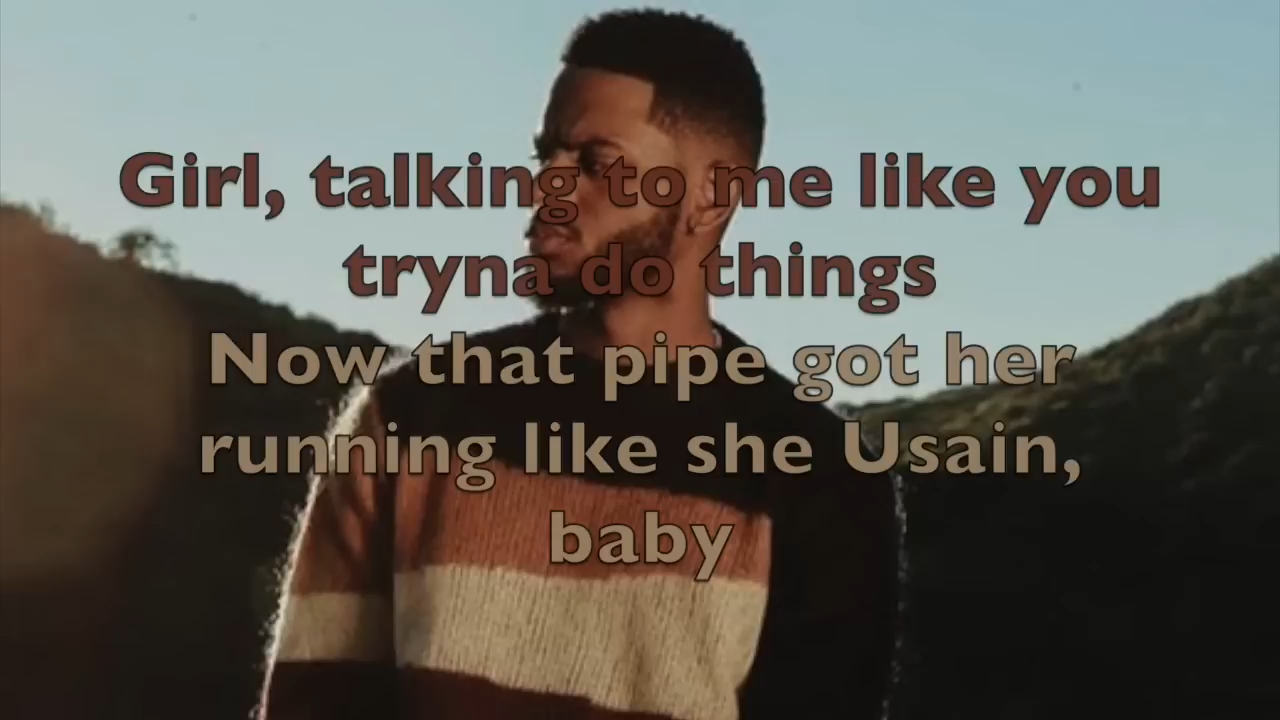 Girl, talking to me like you
tryna do things
Now that pipe got her
running like she Usain,
baby